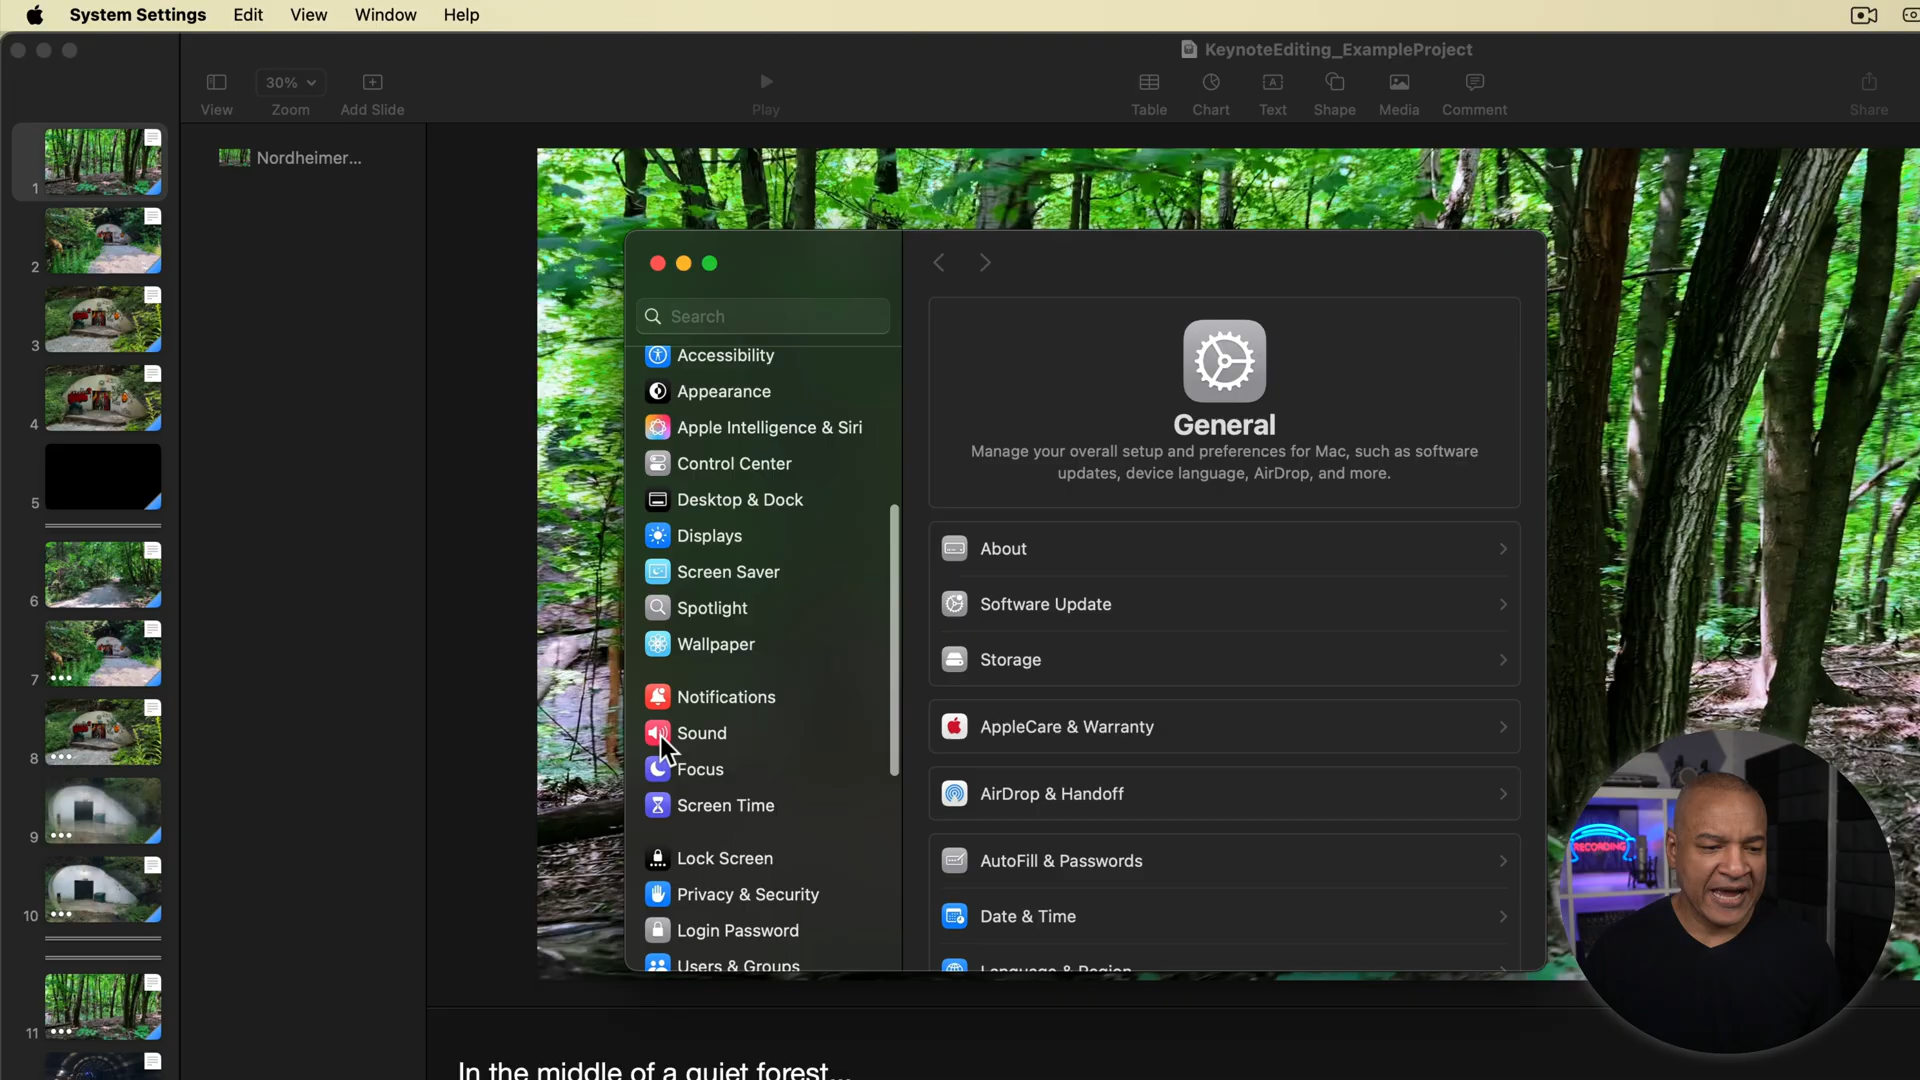 System Settings Edit View Window Help
KeynoteEditing_ExampleProject
30%
View Zoom Add Slide Play Table Chart Text Shape Media Comment Share
Nordheimer...
1
2
3
4
5
6
7
8
9
10
11
Search
Accessibility
Appearance
Apple Intelligence & Siri
Control Center
Desktop & Dock
Displays
Screen Saver
Spotlight
Wallpaper
Notifications
Sound
Focus
Screen Time
Lock Screen
Privacy & Security
Login Password
Users & Groups
General
Manage your overall setup and preferences for Mac, such as software
updates, device language, AirDrop, and more.
About
Software Update
Storage
AppleCare & Warranty
AirDrop & Handoff
AutoFill & Passwords
Date & Time
Language & Region
RECORDING
In the middle of a quiet forest...